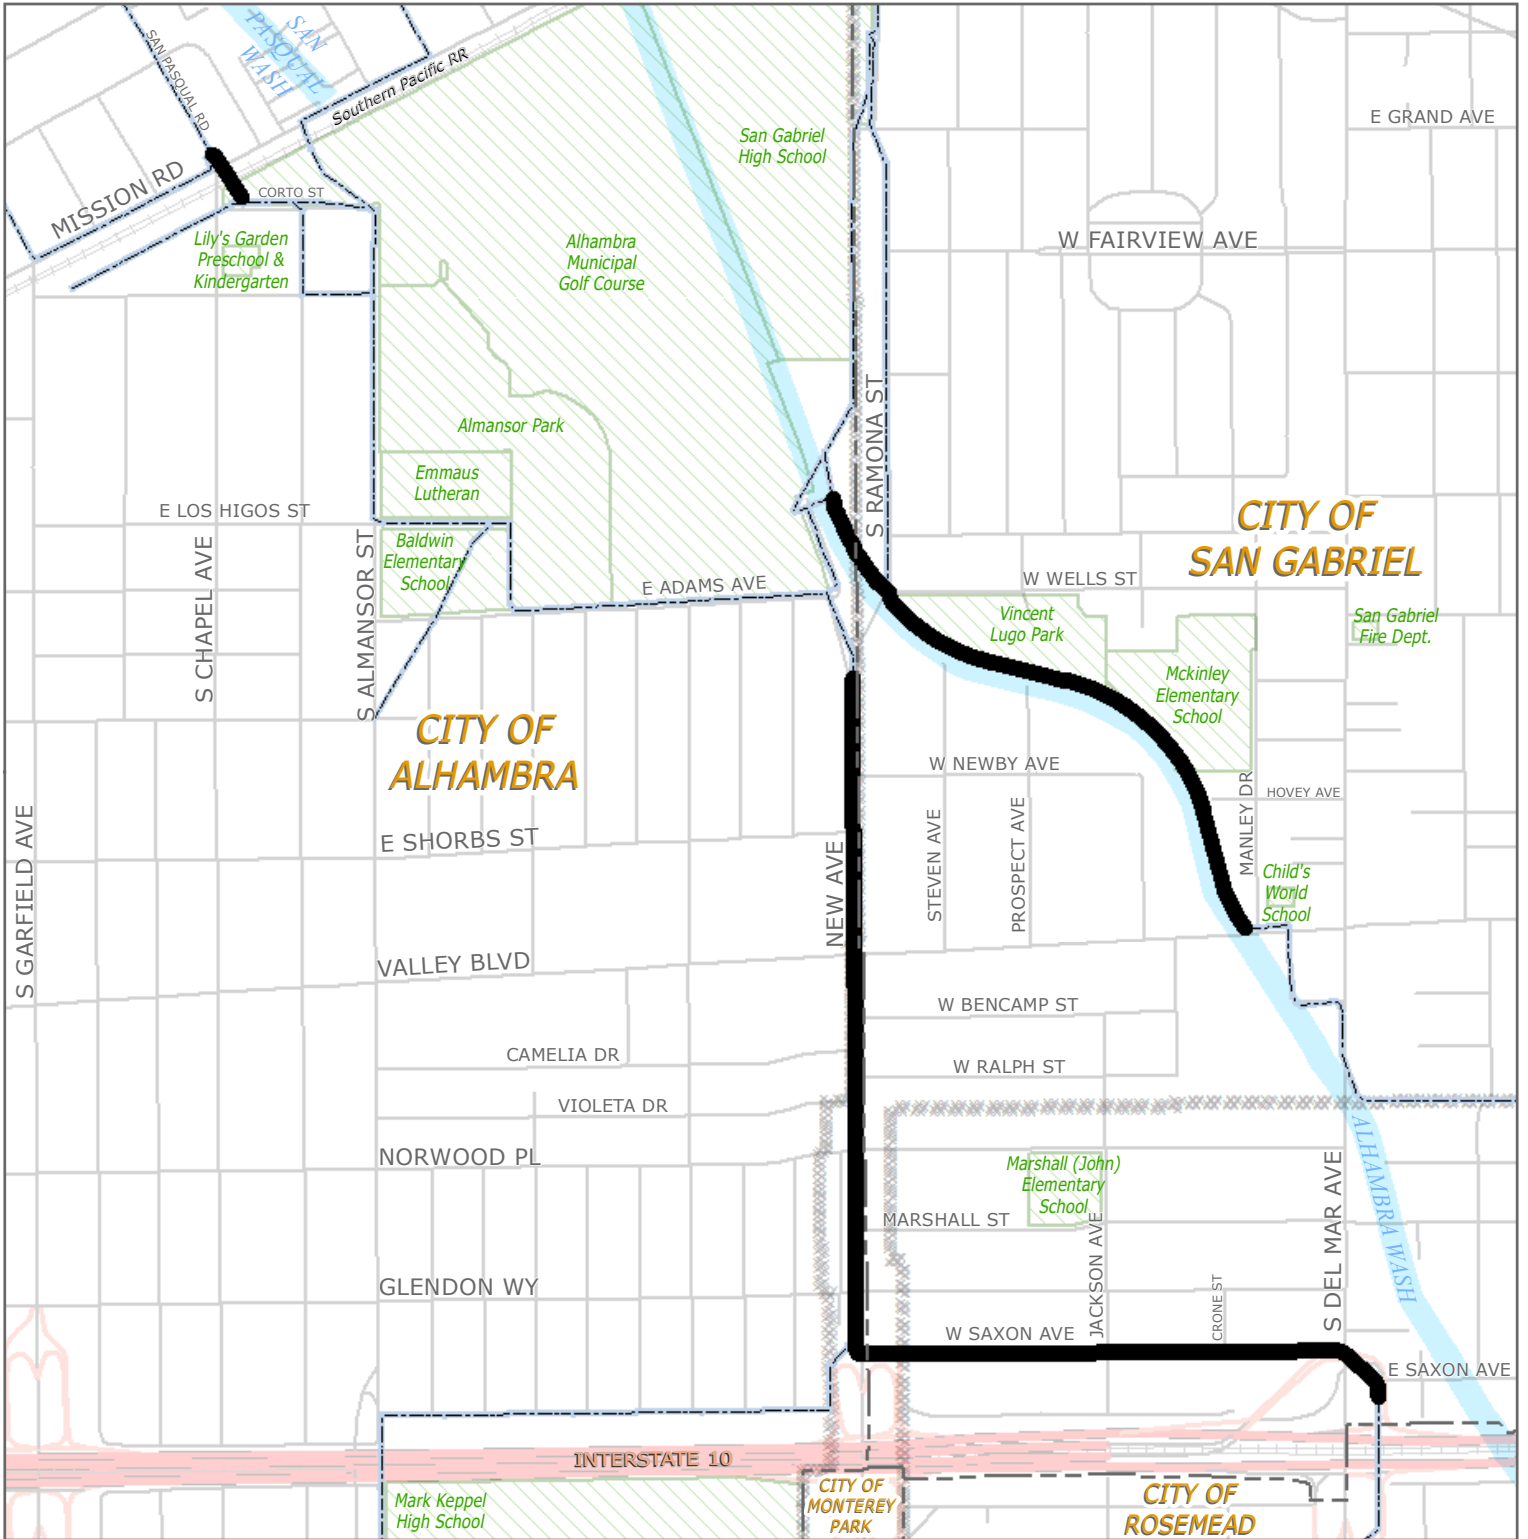 SAN
PASQUAL
WASH
SAN PASQUAL RD
Southern Pacific RR
E GRAND AVE
San Gabriel
High School
MISSION RD
CORTO ST
Lily's Garden
Preschool &
Kindergarten
Alhambra
Municipal
Golf Course
W FAIRVIEW AVE
S RAMONA ST
Almansor Park
Emmaus
Lutheran
E LOS HIGOS ST
CITY OF
SAN GABRIEL
S CHAPEL AVE
S ALMANSOR ST
Baldwin
Elementary
School
E ADAMS AVE
W WELLS ST
Vincent
Lugo Park
San Gabriel
Fire Dept.
Mckinley
Elementary
School
CITY OF
ALHAMBRA
W NEWBY AVE
HOVEY AVE
MANLEY DR
S GARFIELD AVE
E SHORBS ST
NEW AVE
STEVEN AVE
PROSPECT AVE
Child's
World
School
VALLEY BLVD
W BENCAMP ST
CAMELIA DR
W RALPH ST
VIOLETA DR
NORWOOD PL
Marshall (John)
Elementary
School
MARSHALL ST
JACKSON AVE
S DEL MAR AVE
ALHAMBRA WASH
GLENDON WY
CRONE ST
W SAXON AVE
E SAXON AVE
INTERSTATE 10
Mark Keppel
High School
CITY OF
MONTEREY
PARK
CITY OF
ROSEMEAD